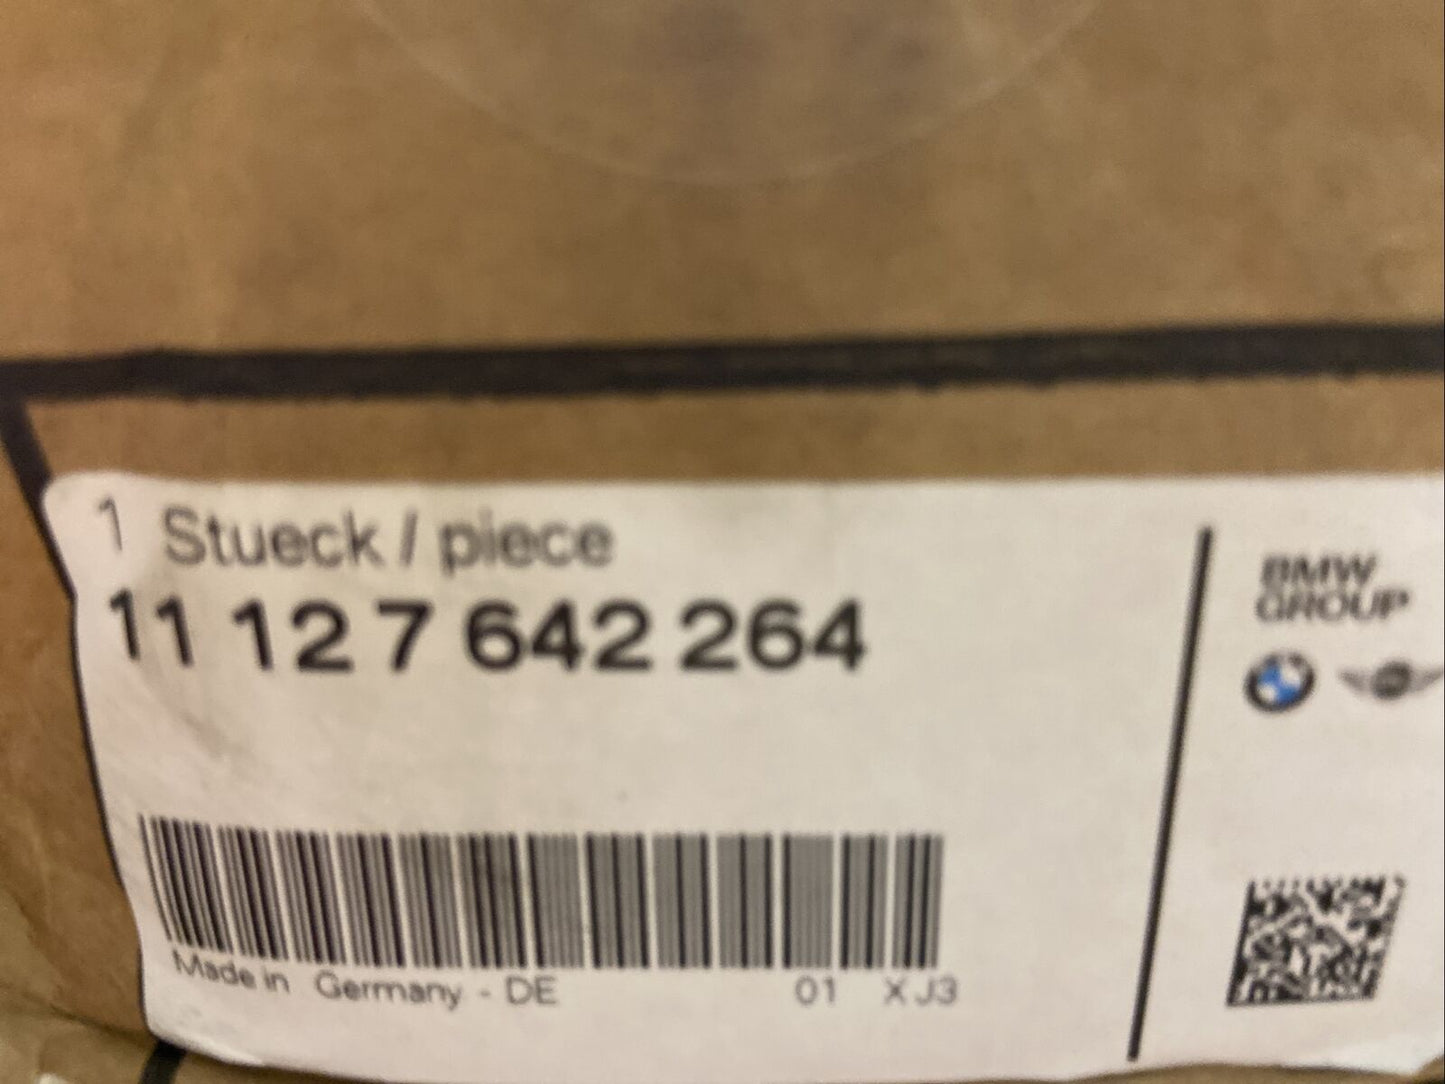 1 Stueck / piece
11 12 7 642 264
BMW
GROUP
Made in Germany - DE 01 XJ3